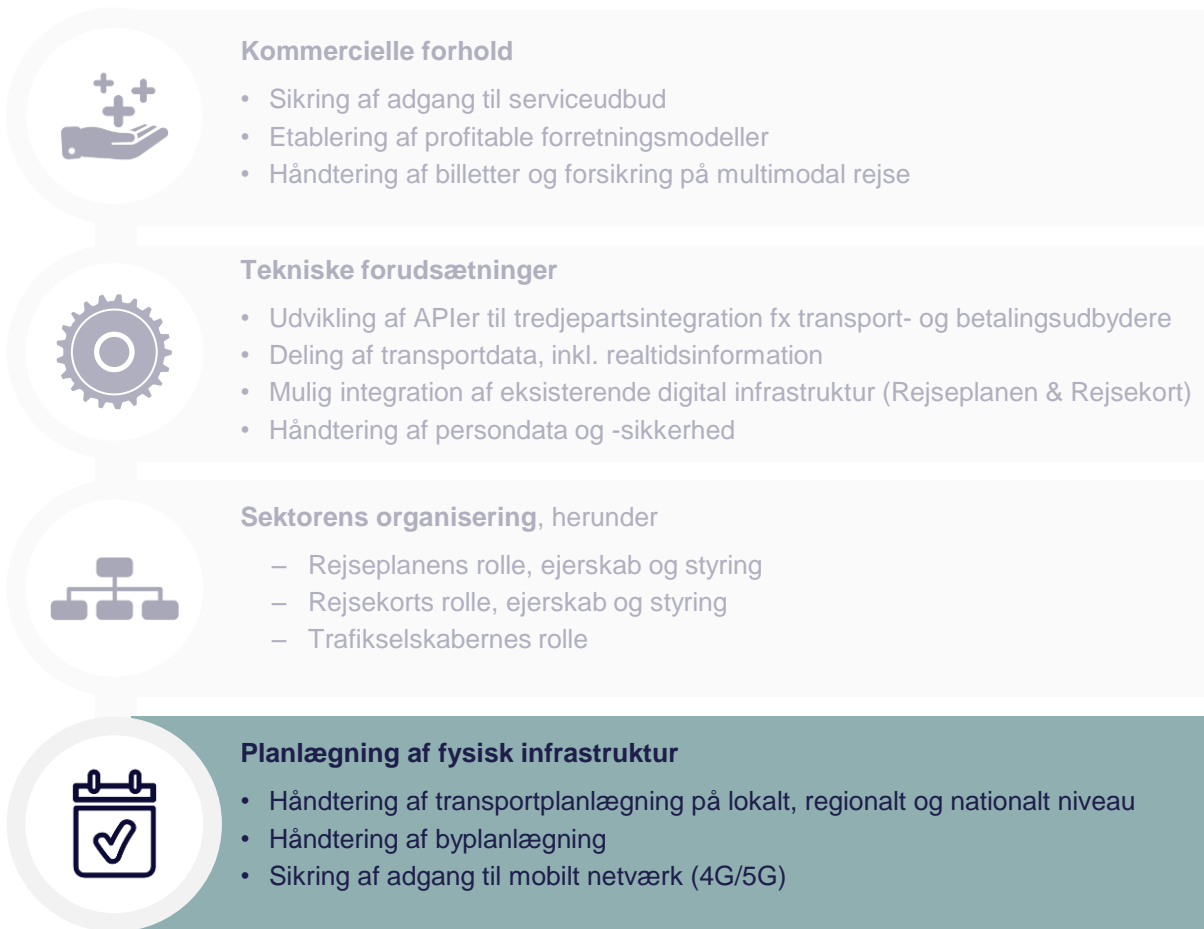 Kommercielle forhold
• Sikring af adgang til serviceudbud
• Etablering af profitable forretningsmodeller
• Håndtering af billetter og forsikring på multimodal rejse
Tekniske forudsætninger
• Udvikling af APIer til tredjepartsintegration fx transport- og betalingsudbydere
• Deling af transportdata, inkl. realtidsinformation
• Mulig integration af eksisterende digital infrastruktur (Rejseplanen & Rejsekort)
• Håndtering af persondata og -sikkerhed
Sektorens organisering, herunder
– Rejseplanens rolle, ejerskab og styring
– Rejsekorts rolle, ejerskab og styring
– Trafikselskabernes rolle
Planlægning af fysisk infrastruktur
• Håndtering af transportplanlægning på lokalt, regionalt og nationalt niveau
• Håndtering af byplanlægning
• Sikring af adgang til mobilt netværk (4G/5G)